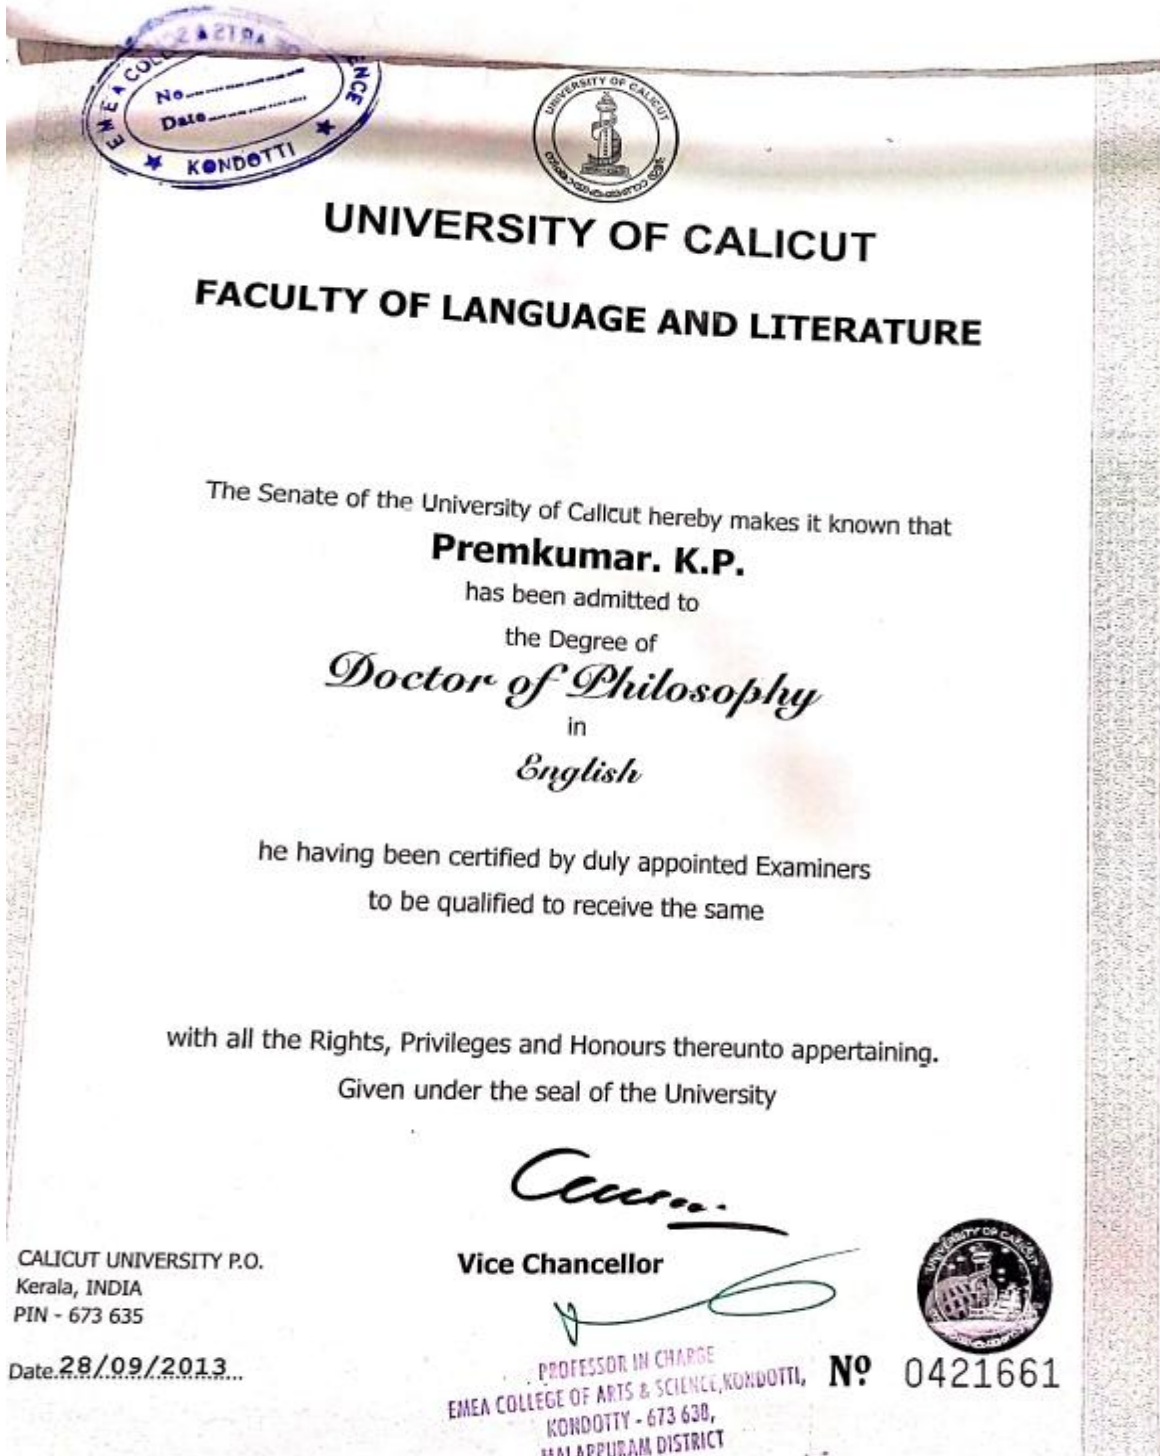 EMEA COLLEGE OF ARTS & SCIENCE
No
Date
KONDOTTI
UNIVERSITY OF CALICUT
UNIVERSITY OF CALICUT
FACULTY OF LANGUAGE AND LITERATURE
The Senate of the University of Calicut hereby makes it known that
Premkumar. K.P.
has been admitted to
the Degree of
Doctor of Philosophy
in
English
he having been certified by duly appointed Examiners
to be qualified to receive the same
with all the Rights, Privileges and Honours thereunto appertaining.
Given under the seal of the University
CALICUT UNIVERSITY P.O.
Kerala, INDIA
PIN - 673 635
Date 28/09/2013
Vice Chancellor
UNIVERSITY OF CALICUT
PROFESSOR IN CHARGE
EMEA COLLEGE OF ARTS & SCIENCE, KONDOTTI,
KONDOTTY - 673 638,
MALAPPURAM DISTRICT
Nº 0421661